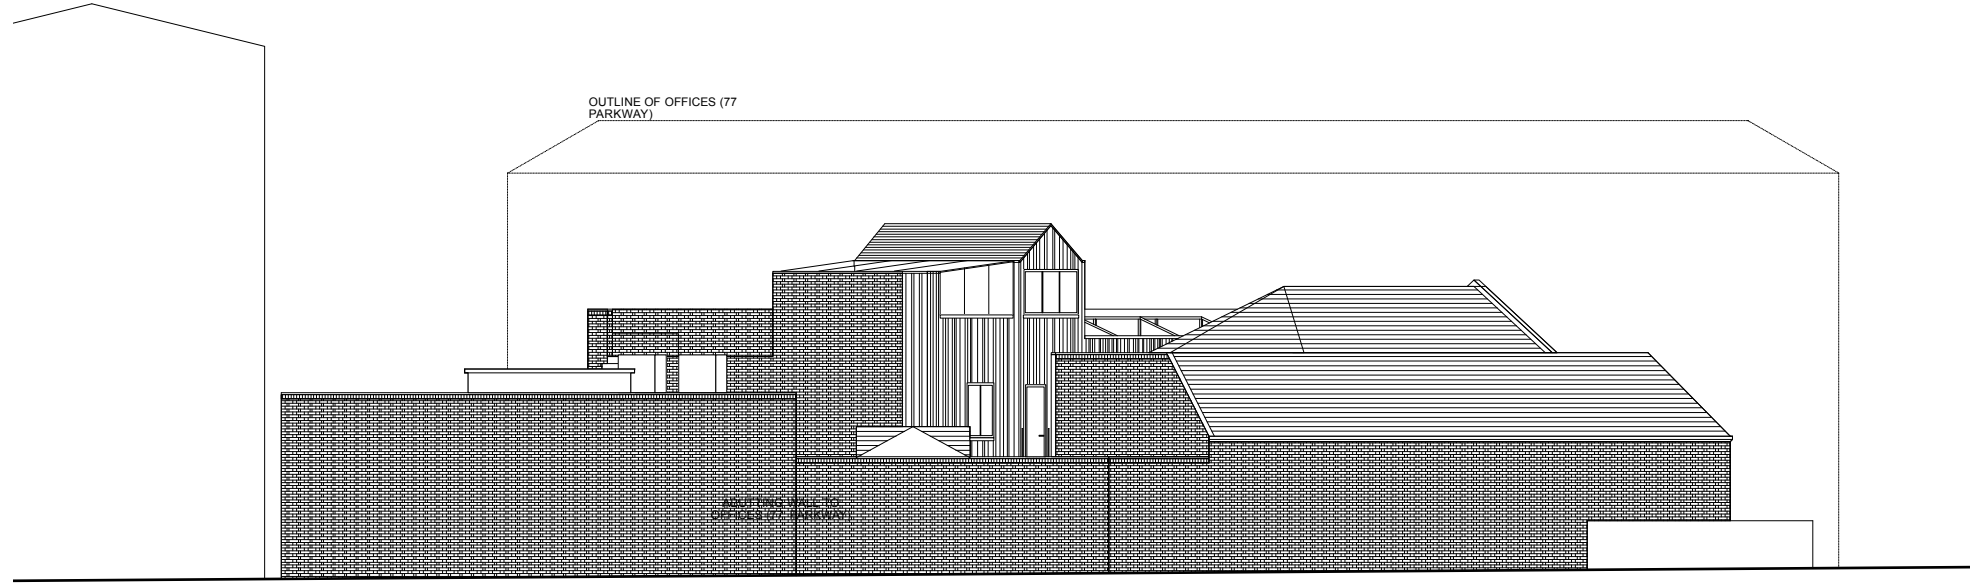 OUTLINE OF OFFICES (77
PARKWAY)
ABUTTING WALL TO
OFFICES (77 PARKWAY)